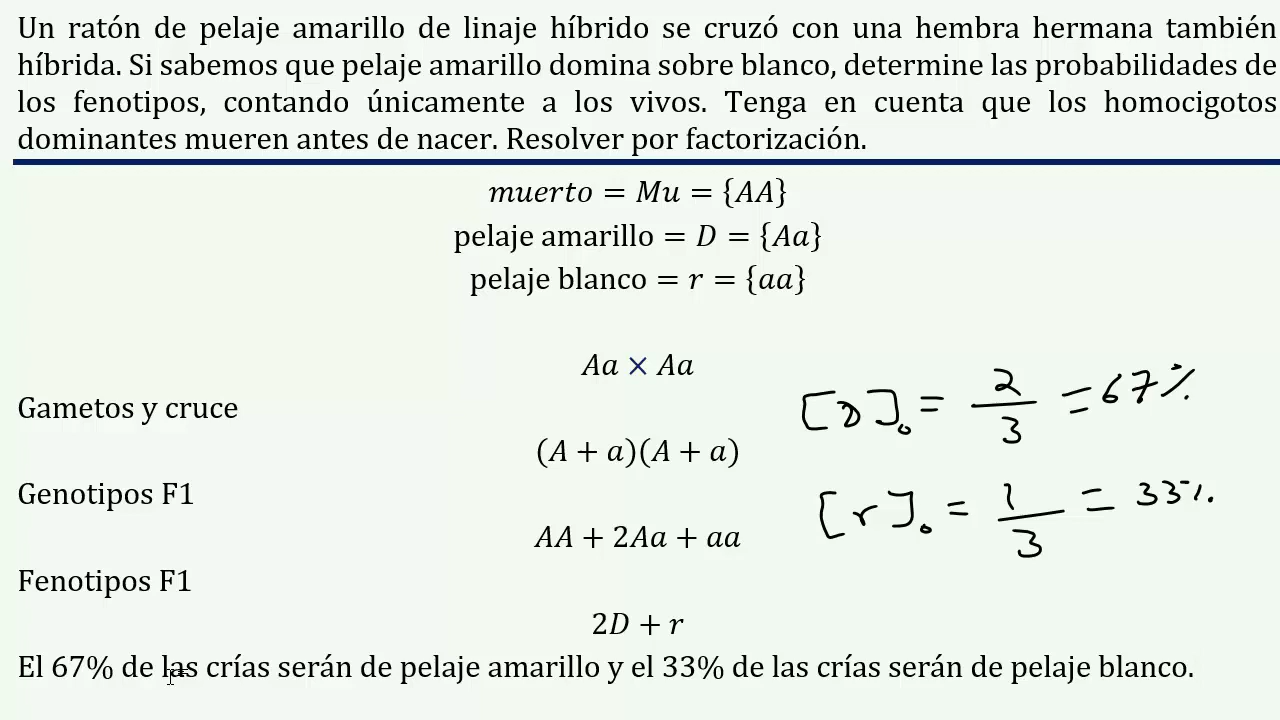 Un ratón de pelaje amarillo de linaje híbrido se cruzó con una hembra hermana también
híbrida. Si sabemos que pelaje amarillo domina sobre blanco, determine las probabilidades de
los fenotipos, contando únicamente a los vivos. Tenga en cuenta que los homocigotos
dominantes mueren antes de nacer. Resolver por factorización.
muerto = Mu = {AA}
pelaje amarillo = D = {Aa}
pelaje blanco = r = {aa}
Aa × Aa
[D]₀ = 2/3 = 67%
Gametos y cruce
(A + a)(A + a)
Genotipos F1
[r]₀ = 1/3 = 33%
AA + 2Aa + aa
Fenotipos F1
2D + r
El 67% de las crías serán de pelaje amarillo y el 33% de las crías serán de pelaje blanco.